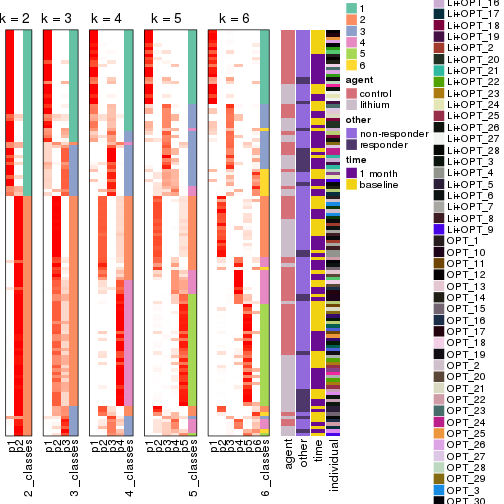 k = 2
k = 3
k = 4
k = 5
k = 6
p1
p2
2_classes
p1
p2
p3
3_classes
p1
p2
p3
p4
4_classes
p1
p2
p3
p4
p5
5_classes
p1
p2
p3
p4
p5
p6
6_classes
agent
other
time
individual
1
2
3
4
5
6
agent
control
lithium
other
non-responder
responder
time
1 month
baseline
Li+OPT_16
Li+OPT_17
Li+OPT_18
Li+OPT_19
Li+OPT_2
Li+OPT_20
Li+OPT_21
Li+OPT_22
Li+OPT_23
Li+OPT_24
Li+OPT_25
Li+OPT_26
Li+OPT_27
Li+OPT_28
Li+OPT_3
Li+OPT_4
Li+OPT_5
Li+OPT_6
Li+OPT_7
Li+OPT_8
Li+OPT_9
OPT_1
OPT_10
OPT_11
OPT_12
OPT_13
OPT_14
OPT_15
OPT_16
OPT_17
OPT_18
OPT_19
OPT_2
OPT_20
OPT_21
OPT_22
OPT_23
OPT_24
OPT_25
OPT_26
OPT_27
OPT_28
OPT_29
OPT_3
OPT_30